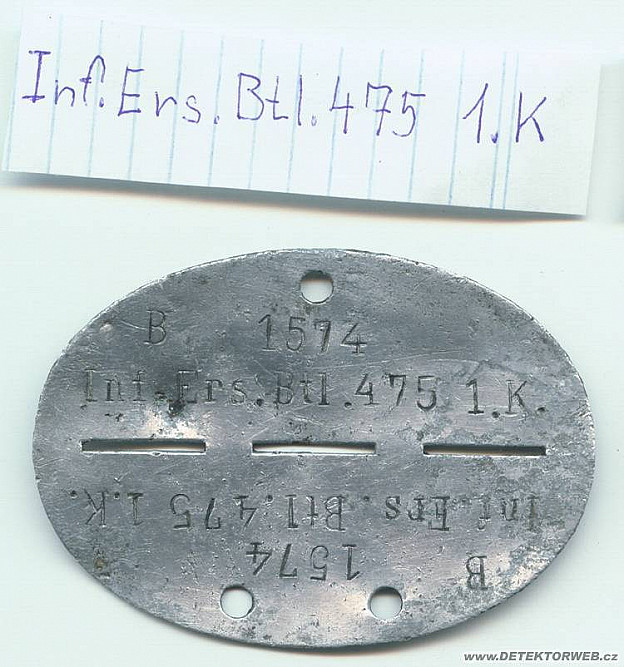 Inf.Ers.Btl.475 1.K
B 1574
Inf.Ers.Btl.475 1.K.
Inf.Ers.Btl.475 1.K.
B 1574
www.DETEKTORWEB.cz